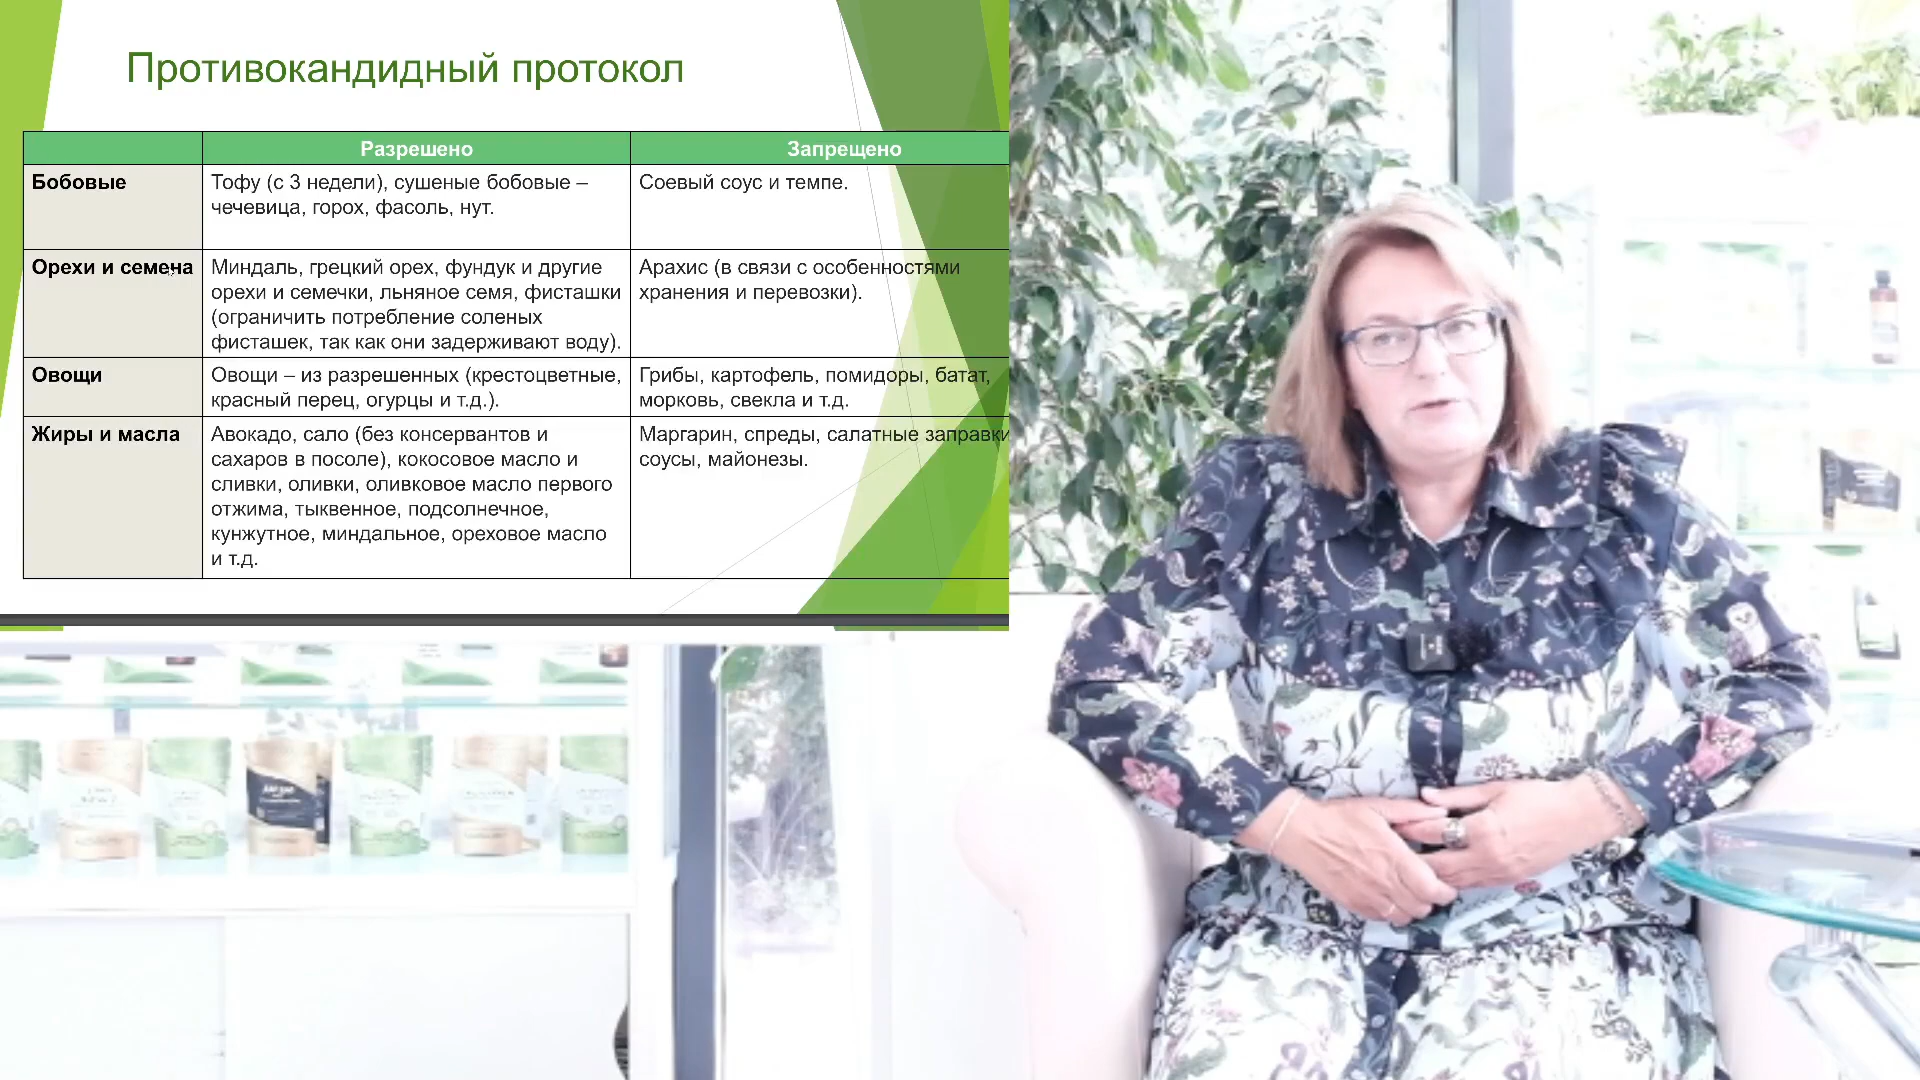 Противокандидный протокол
Разрешено
Запрещено
Бобовые
Тофу (с 3 недели), сушеные бобовые –
чечевица, горох, фасоль, нут.
Соевый соус и темпе.
Орехи и семена
Миндаль, грецкий орех, фундук и другие
орехи и семечки, льняное семя, фисташки
(ограничить потребление соленых
фисташек, так как они задерживают воду).
Арахис (в связи с особенностями
хранения и перевозки).
Овощи
Овощи – из разрешенных (крестоцветные,
красный перец, огурцы и т.д.).
Грибы, картофель, помидоры, батат,
морковь, свекла и т.д.
Жиры и масла
Авокадо, сало (без консервантов и
сахаров в посоле), кокосовое масло и
сливки, оливки, оливковое масло первого
отжима, тыквенное, подсолнечное,
кунжутное, миндальное, ореховое масло
и т.д.
Маргарин, спреды, салатные заправки
соусы, майонезы.